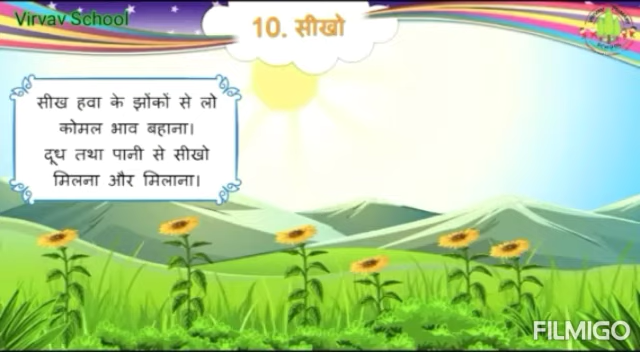 Virvav School
10. सीखो
सीख हवा के झोंकों से लो
कोमल भाव बहाना।
दूध तथा पानी से सीखो
मिलना और मिलाना।
FILMIGO